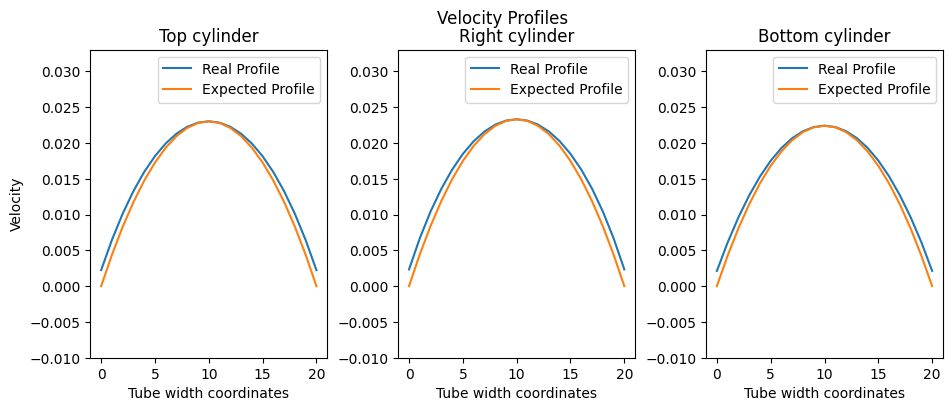 Velocity Profiles
Top cylinder
Right cylinder
Bottom cylinder
Real Profile
Expected Profile
Real Profile
Expected Profile
Real Profile
Expected Profile
Velocity
0.030
0.025
0.020
0.015
0.010
0.005
0.000
−0.005
−0.010
0 5 10 15 20
Tube width coordinates
0.030
0.025
0.020
0.015
0.010
0.005
0.000
−0.005
−0.010
0 5 10 15 20
Tube width coordinates
0.030
0.025
0.020
0.015
0.010
0.005
0.000
−0.005
−0.010
0 5 10 15 20
Tube width coordinates